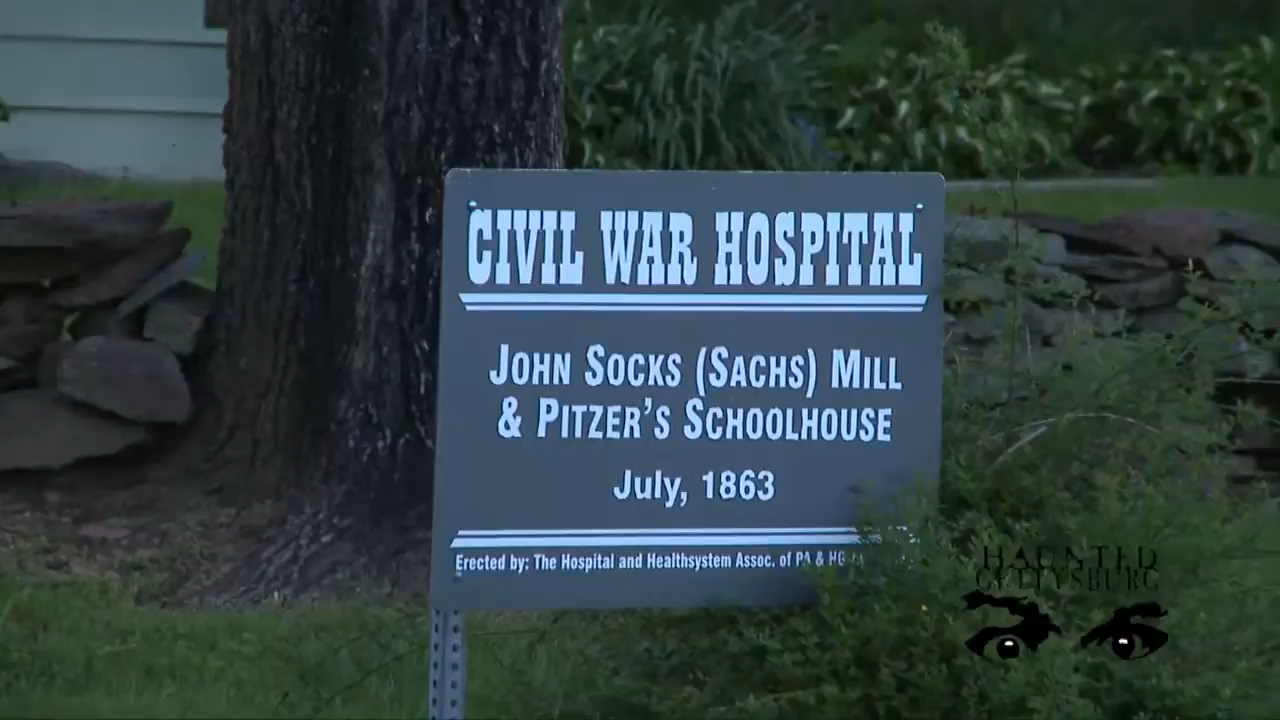 CIVIL WAR HOSPITAL
JOHN SOCKS (SACHS) MILL
& PITZER'S SCHOOLHOUSE
July, 1863
Erected by: The Hospital and Healthsystem Assoc. of PA & HG
HAUNTED
GETTYSBURG